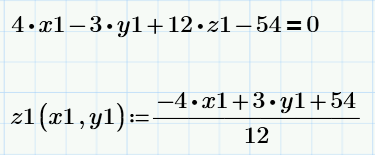 4•x1−3•y1+12•z1−54=0
z1(x1,y1):=(−4•x1+3•y1+54)/12